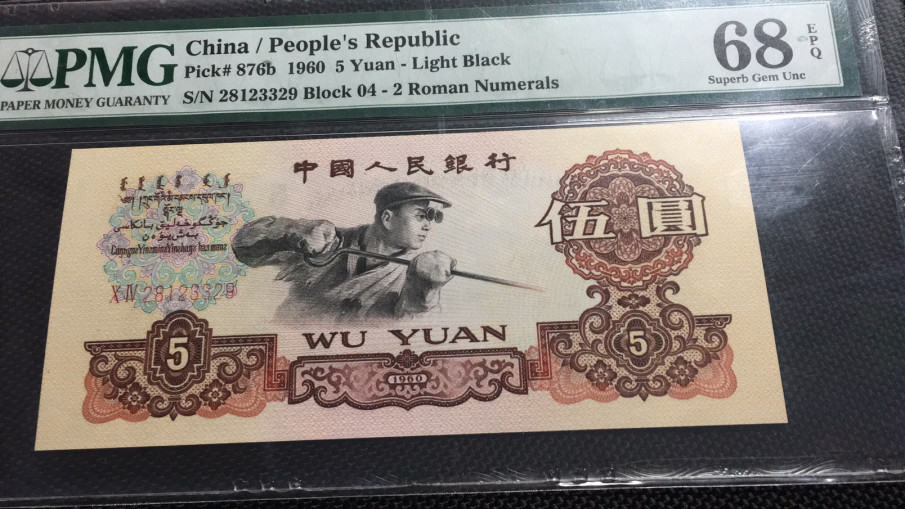 PMG
PAPER MONEY GUARANTY
China / People's Republic
Pick# 876b 1960 5 Yuan - Light Black
S/N 28123329 Block 04 - 2 Roman Numerals
68 EPQ
Superb Gem Unc
中國人民銀行
伍圓
XIV 28123329
WU YUAN
5
1960
5